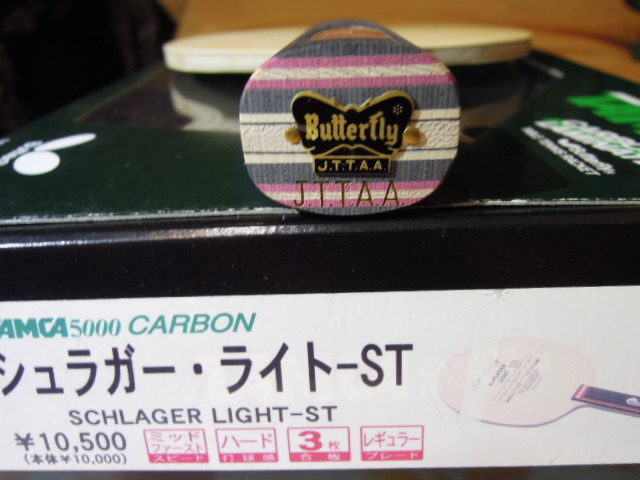 Butterfly
J.T.T.A.A.
J.T.T.A.A.
TAMCA5000 CARBON
シュラガー・ライト-ST
SCHLAGER LIGHT-ST
¥10,500
(本体¥10,000)
ミッド
ファースト
スピード
ハード
打球感
3枚
合板
レギュラー
ブレード